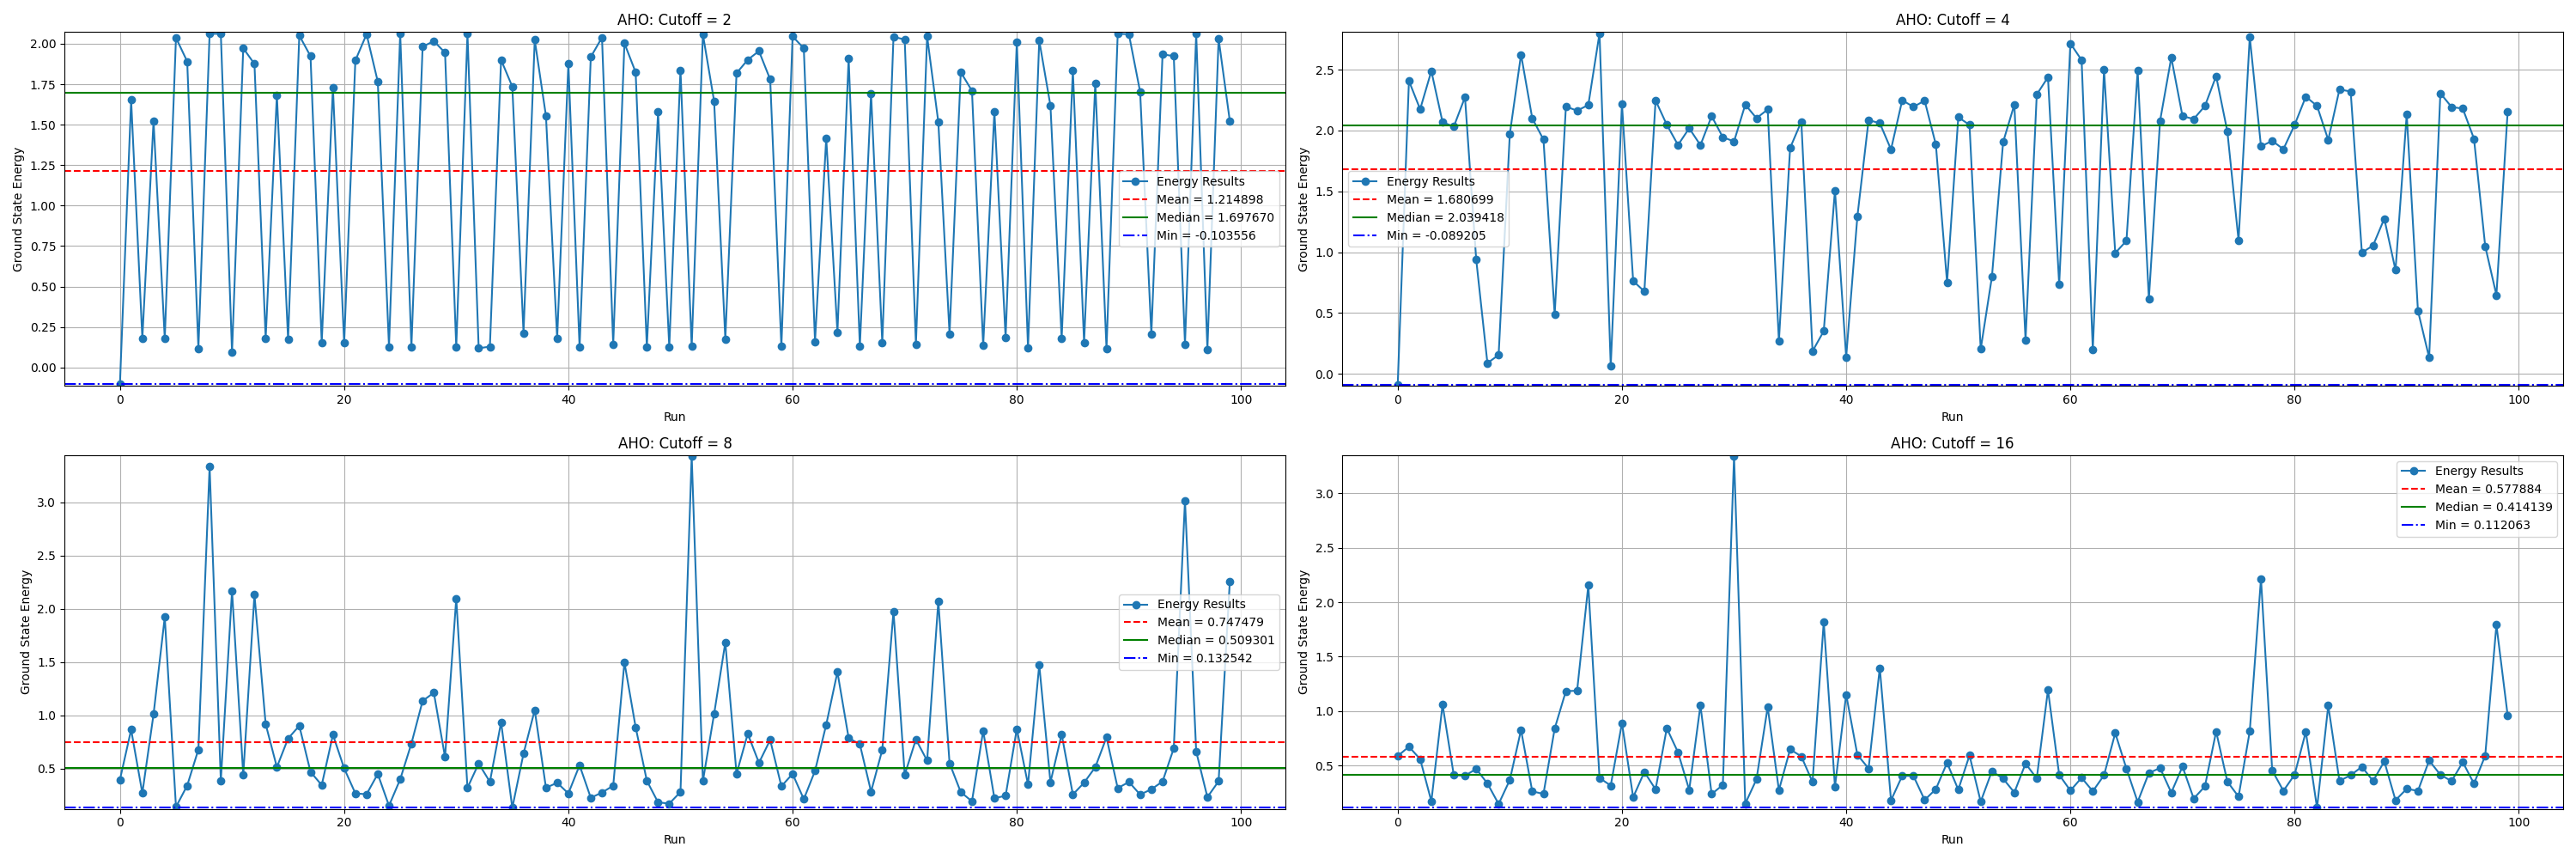 AHO: Cutoff = 2
Ground State Energy
2.00
1.75
1.50
1.25
1.00
0.75
0.50
0.25
0.00
Energy Results
Mean = 1.214898
Median = 1.697670
Min = -0.103556
0 20 40 60 80 100
Run
AHO: Cutoff = 4
Ground State Energy
2.5
2.0
1.5
1.0
0.5
0.0
Energy Results
Mean = 1.680699
Median = 2.039418
Min = -0.089205
0 20 40 60 80 100
Run
AHO: Cutoff = 8
Ground State Energy
3.0
2.5
2.0
1.5
1.0
0.5
Energy Results
Mean = 0.747479
Median = 0.509301
Min = 0.132542
0 20 40 60 80 100
Run
AHO: Cutoff = 16
Ground State Energy
3.0
2.5
2.0
1.5
1.0
0.5
Energy Results
Mean = 0.577884
Median = 0.414139
Min = 0.112063
0 20 40 60 80 100
Run